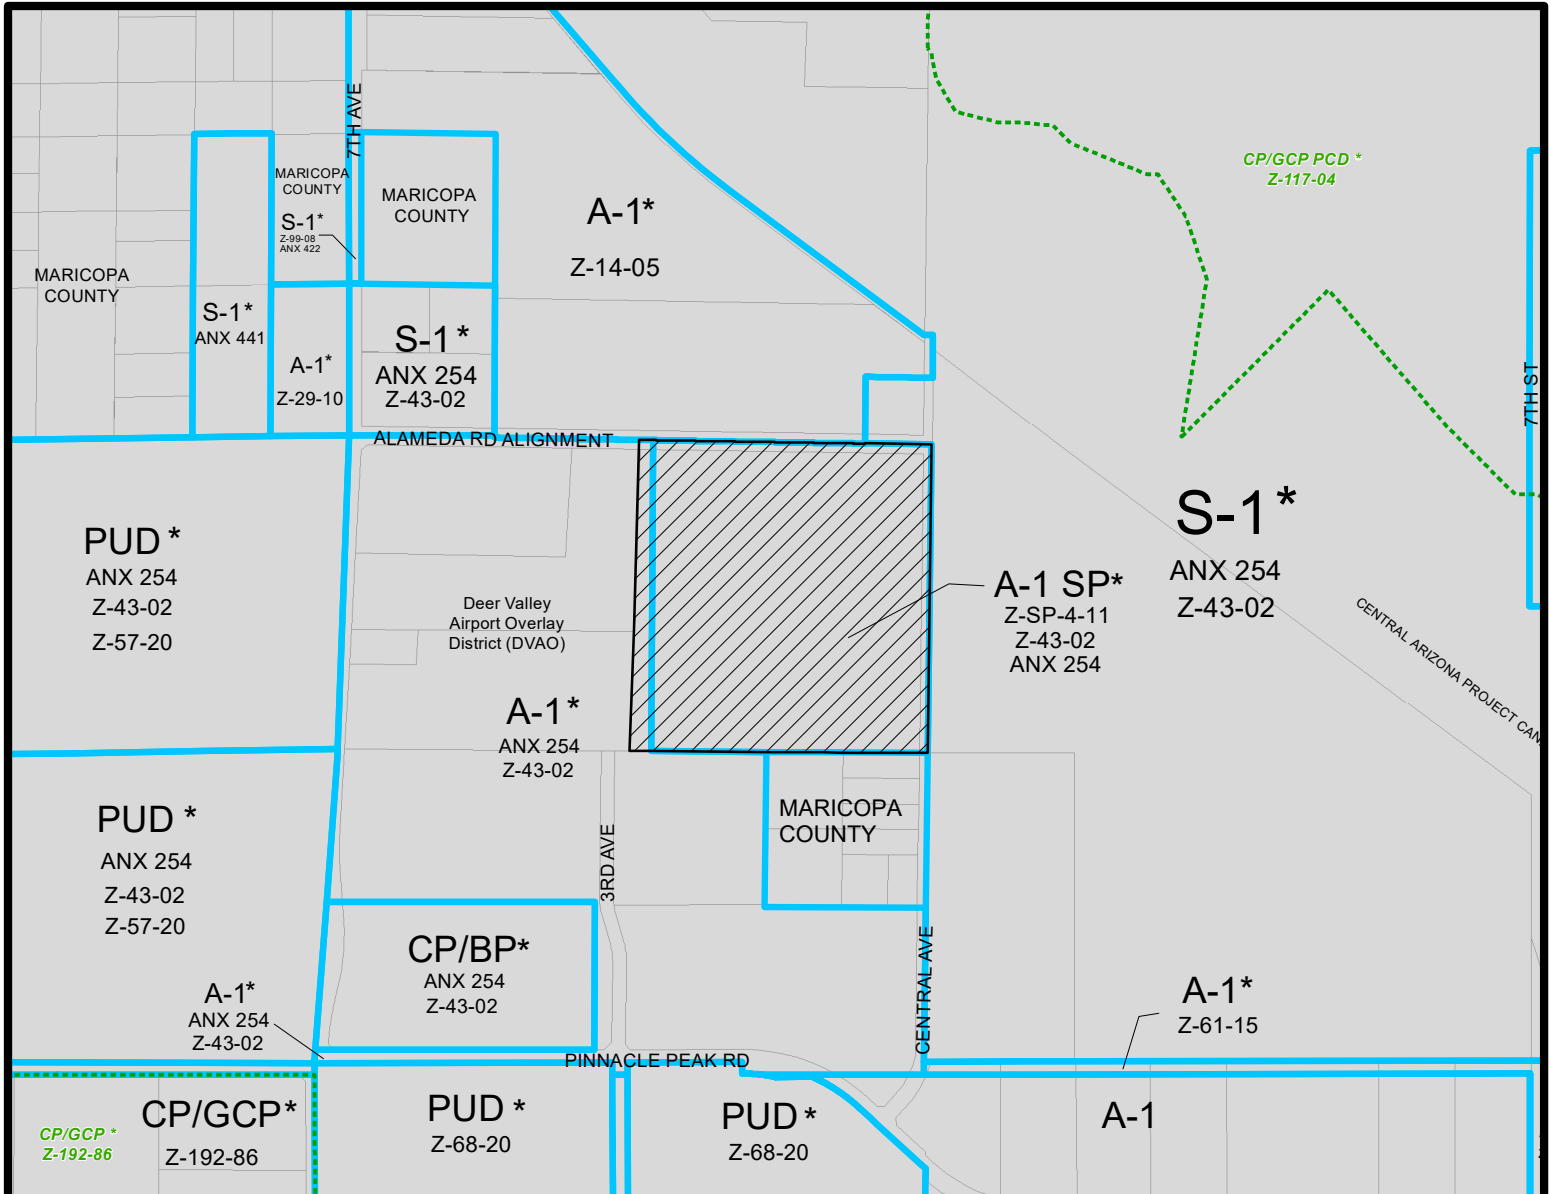 7TH AVE
CP/GCP PCD *
Z-117-04
MARICOPA
COUNTY
S-1*
Z-99-08
ANX 422
MARICOPA
COUNTY
A-1*
Z-14-05
MARICOPA
COUNTY
S-1*
ANX 441
A-1*
Z-29-10
S-1*
ANX 254
Z-43-02
7TH ST
ALAMEDA RD ALIGNMENT
PUD *
ANX 254
Z-43-02
Z-57-20
Deer Valley
Airport Overlay
District (DVAO)
A-1*
ANX 254
Z-43-02
A-1 SP*
Z-SP-4-11
Z-43-02
ANX 254
S-1*
ANX 254
Z-43-02
CENTRAL ARIZONA PROJECT CAN
PUD *
ANX 254
Z-43-02
Z-57-20
MARICOPA
COUNTY
3RD AVE
CP/BP*
ANX 254
Z-43-02
CENTRAL AVE
A-1*
ANX 254
Z-43-02
A-1*
Z-61-15
PINNACLE PEAK RD
CP/GCP *
Z-192-86
CP/GCP*
Z-192-86
PUD *
Z-68-20
PUD *
Z-68-20
A-1